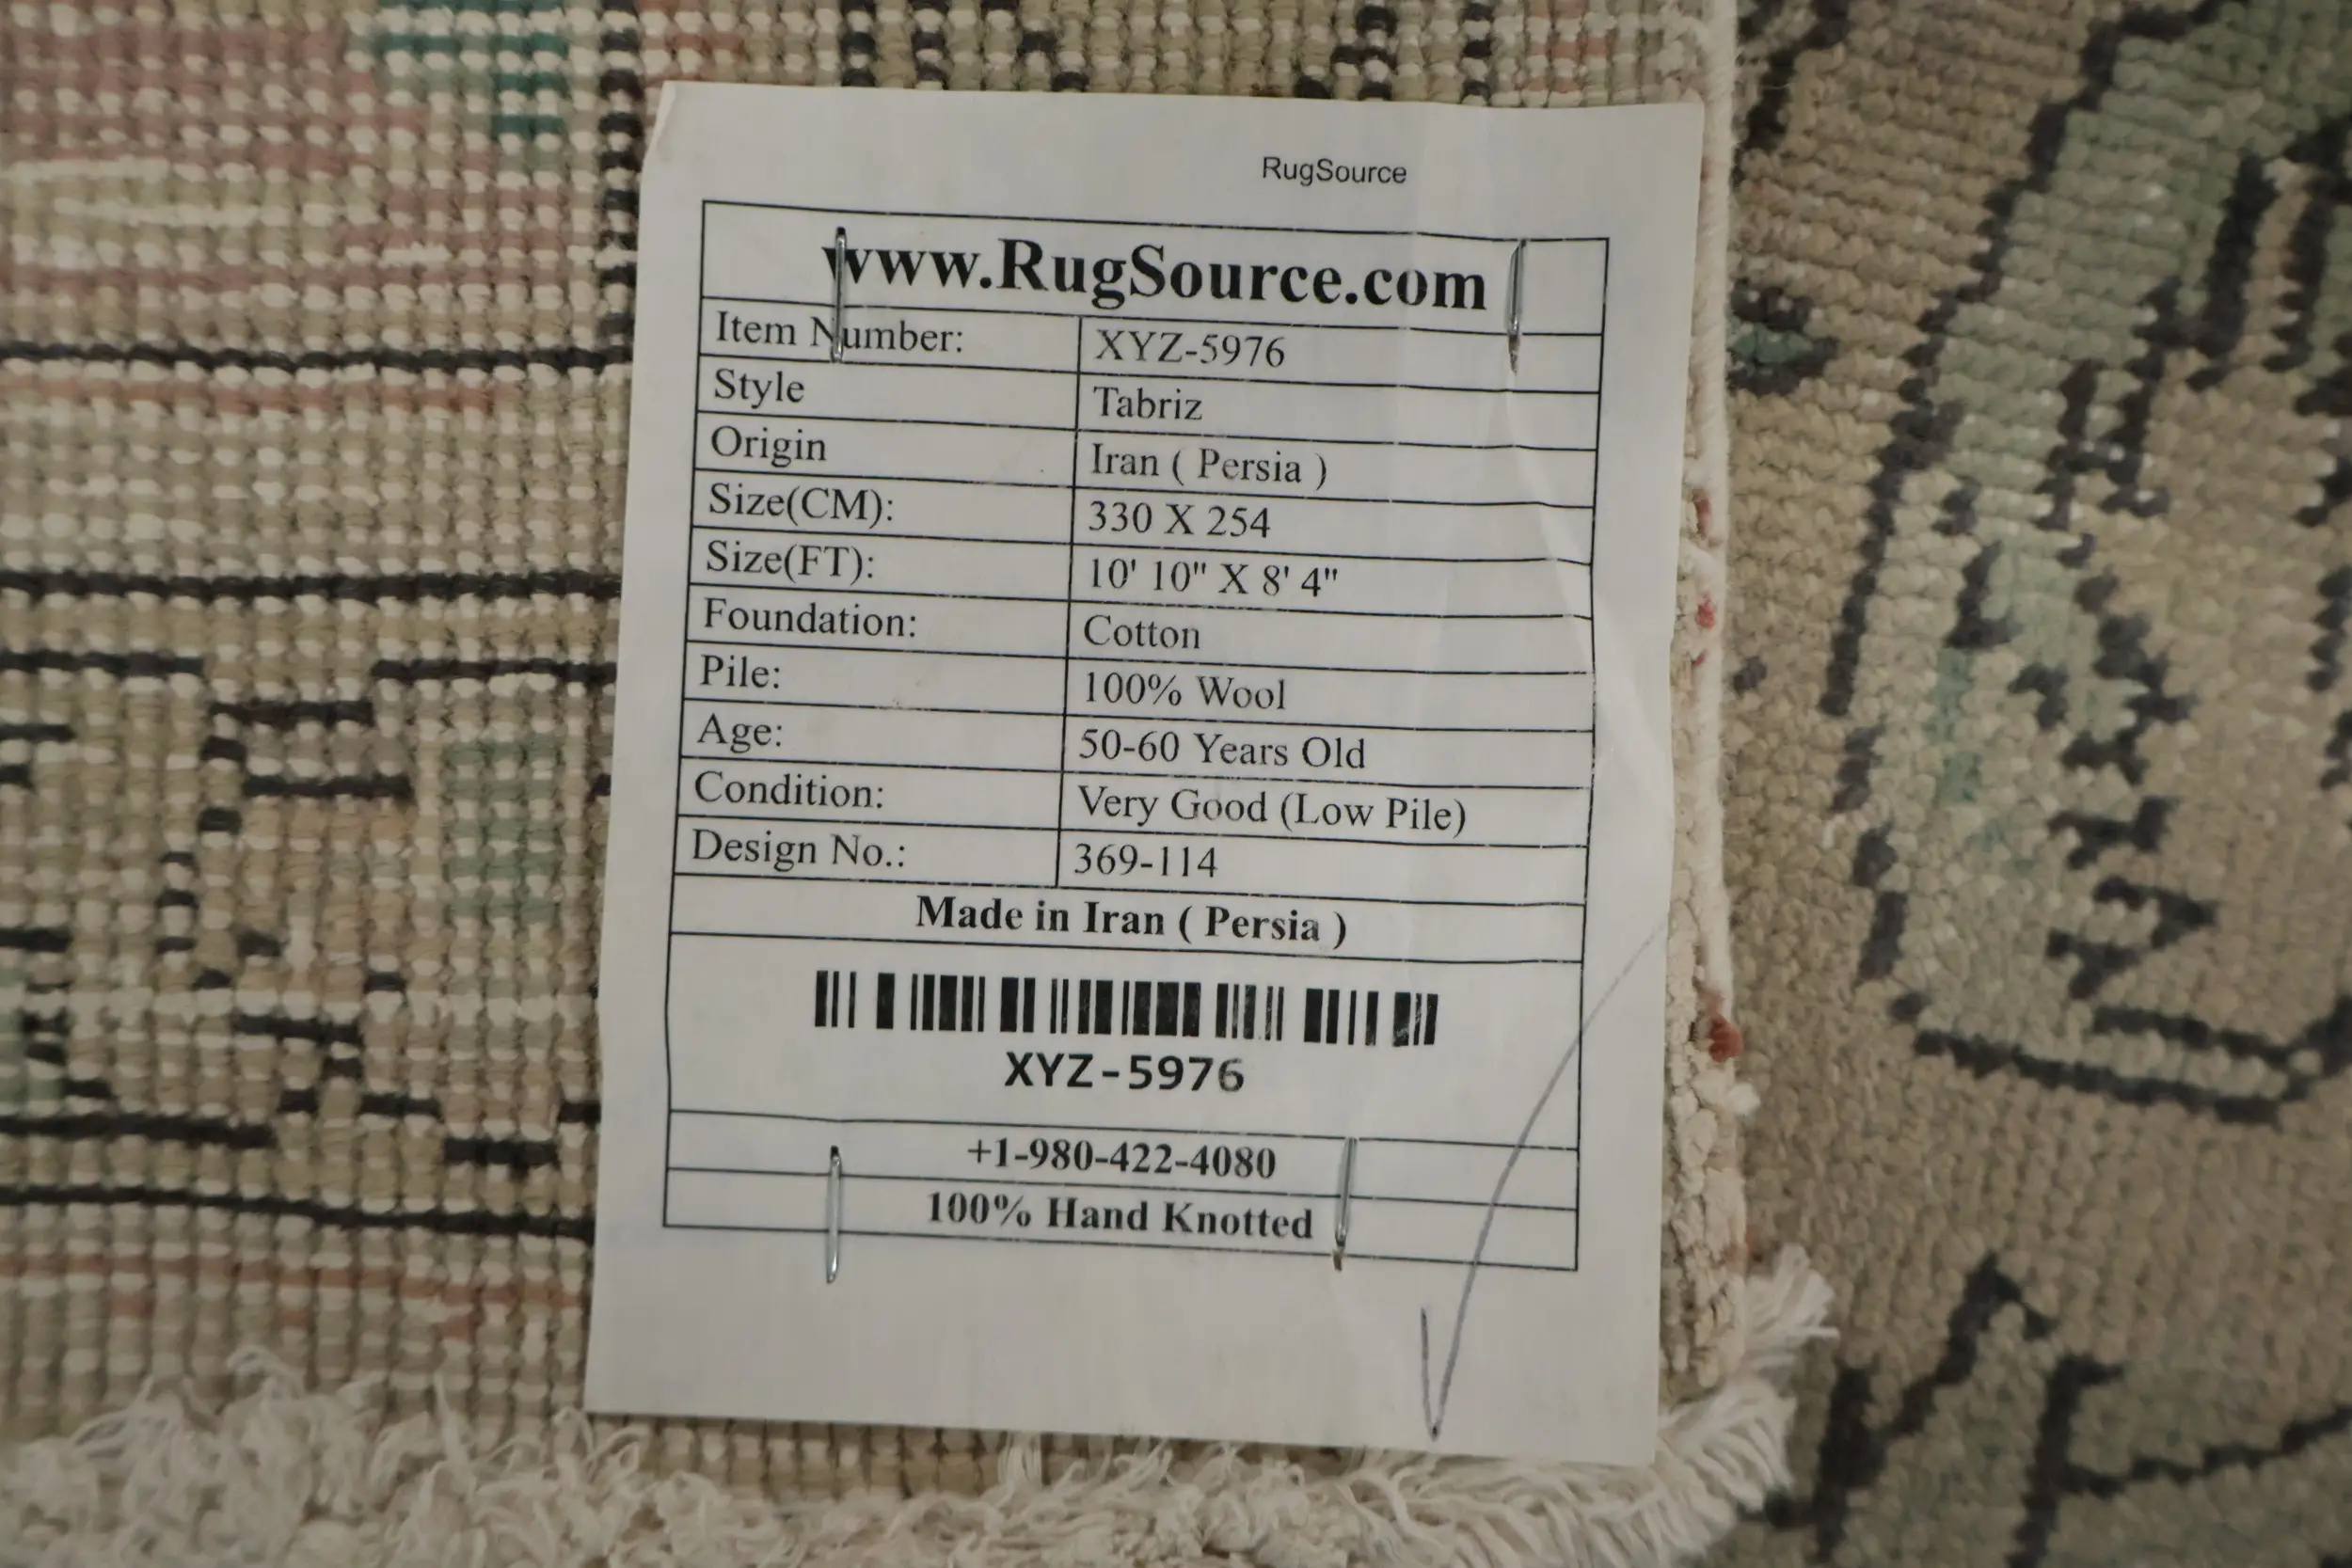 RugSource
www.RugSource.com
Item Number: XYZ-5976
Style Tabriz
Origin Iran ( Persia )
Size(CM): 330 X 254
Size(FT): 10' 10" X 8' 4"
Foundation: Cotton
Pile: 100% Wool
Age: 50-60 Years Old
Condition: Very Good (Low Pile)
Design No.: 369-114
Made in Iran ( Persia )
XYZ-5976
+1-980-422-4080
100% Hand Knotted